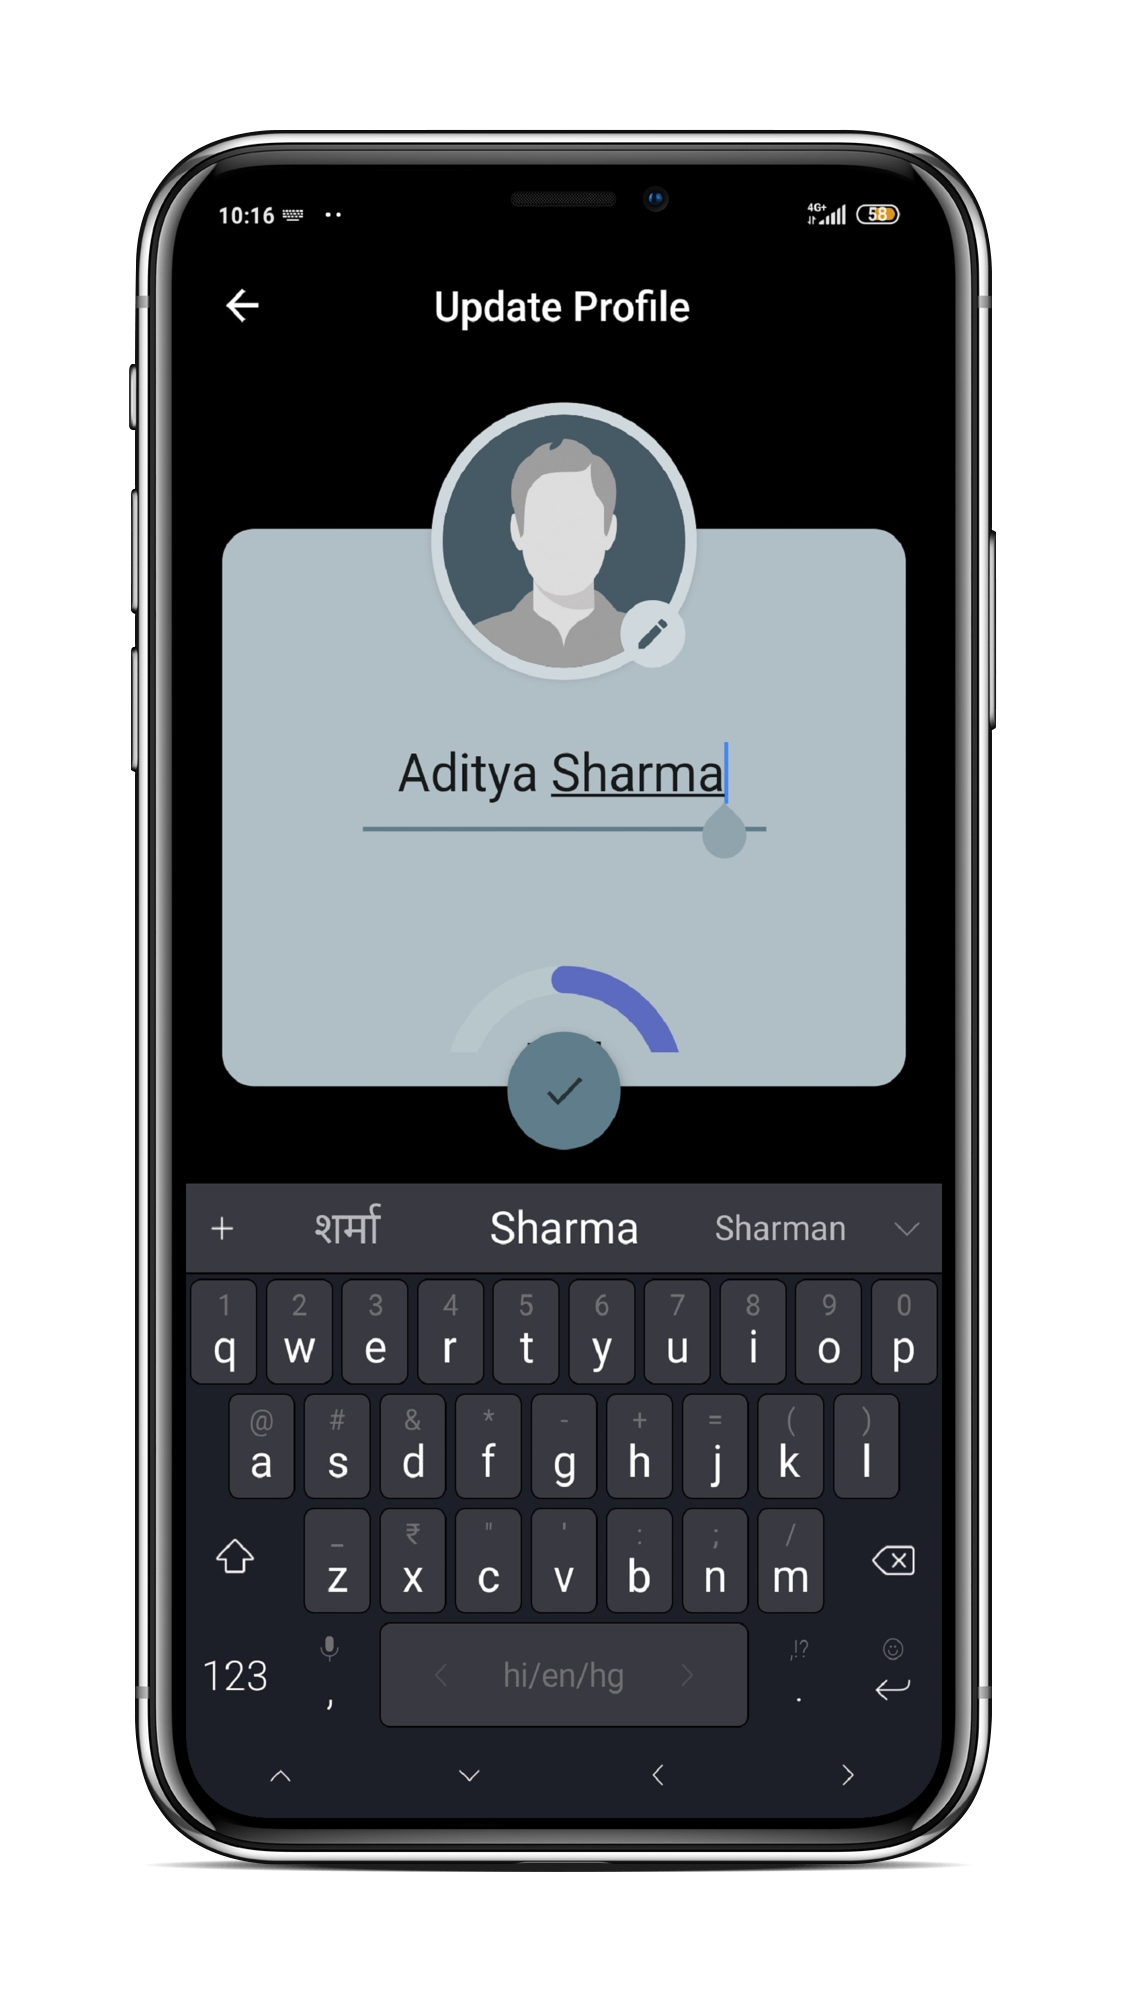 10:16 4G+ 58
Update Profile
Aditya Sharma
+ शर्मा Sharma Sharman
1 2 3 4 5 6 7 8 9 0
q w e r t y u i o p
@ # & * - + = ( )
a s d f g h j k l
_ ₹ " ' : ; /
z x c v b n m
,!?
123 , hi/en/hg .